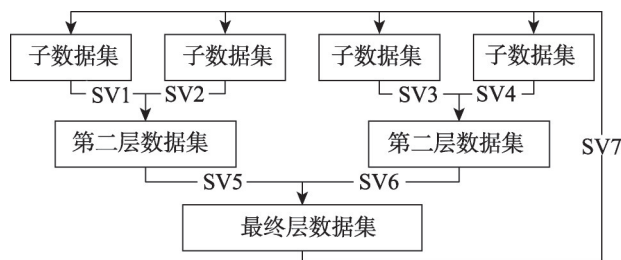 子数据集 子数据集 子数据集 子数据集
SV1 SV2 SV3 SV4
第二层数据集 第二层数据集
SV7
SV5 SV6
最终层数据集